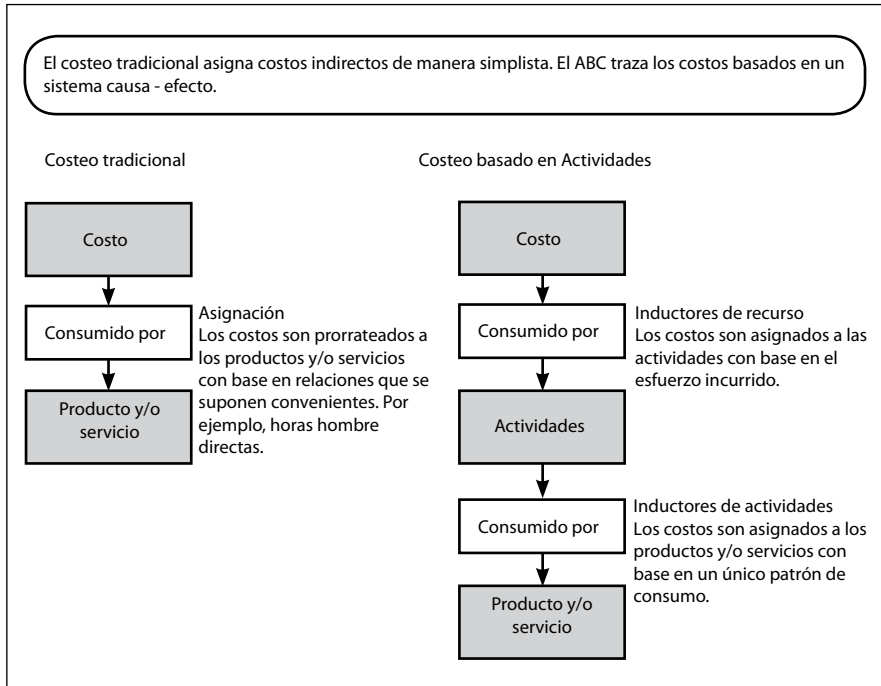 El costeo tradicional asigna costos indirectos de manera simplista. El ABC traza los costos basados en un
sistema causa - efecto.
Costeo tradicional
Costo
Consumido por
Asignación
Los costos son prorrateados a
los productos y/o servicios
con base en relaciones que se
suponen convenientes. Por
ejemplo, horas hombre
directas.
Producto y/o
servicio
Costeo basado en Actividades
Costo
Consumido por
Inductores de recurso
Los costos son asignados a las
actividades con base en el
esfuerzo incurrido.
Actividades
Consumido por
Inductores de actividades
Los costos son asignados a los
productos y/o servicios con
base en un único patrón de
consumo.
Producto y/o
servicio